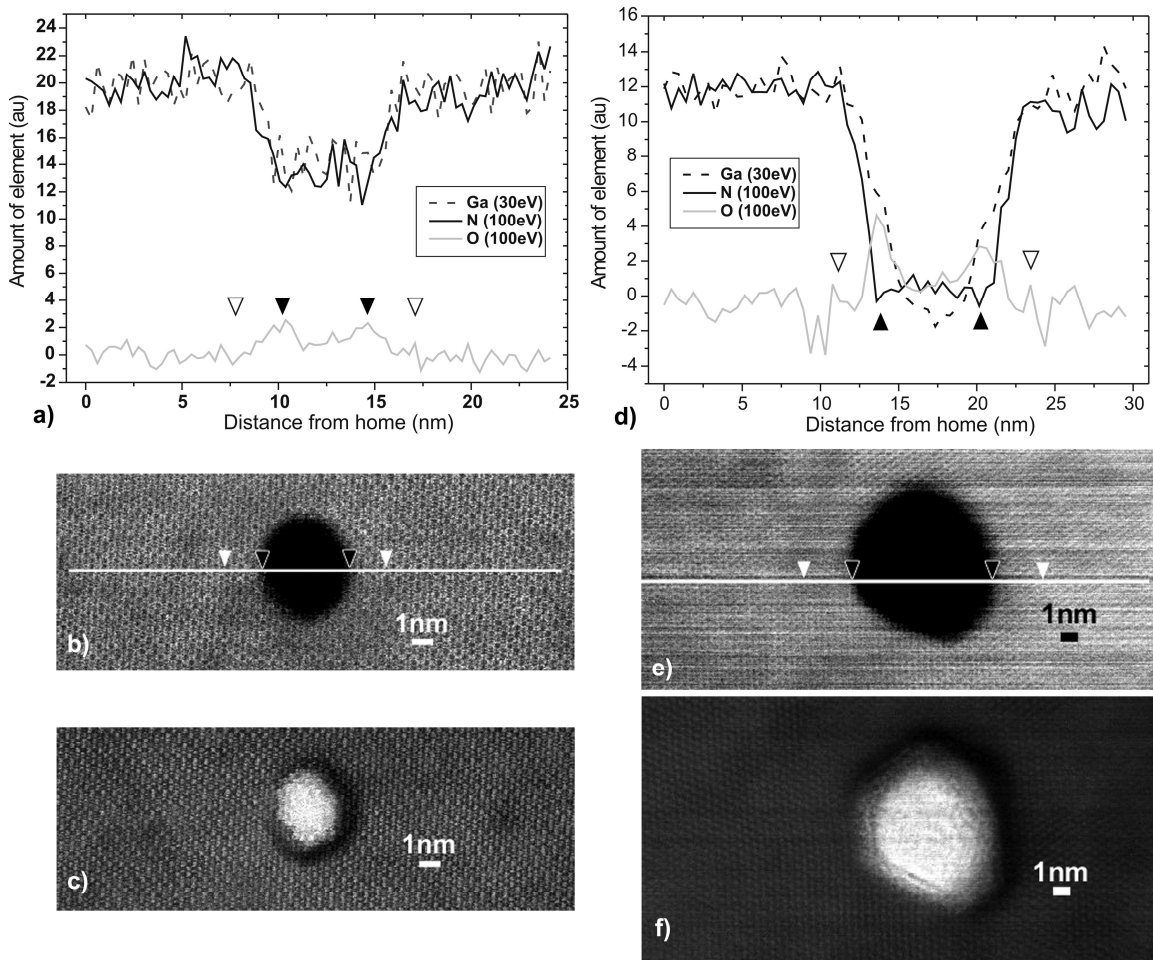 24
22
20
18
16
14
12
10
8
6
4
2
0
-2
Amount of element (au)
Ga (30eV)
N (100eV)
O (100eV)
0 5 10 15 20 25
Distance from home (nm)
a)
16
14
12
10
8
6
4
2
0
-2
-4
Amount of element (au)
Ga (30eV)
N (100eV)
O (100eV)
0 5 10 15 20 25 30
Distance from home (nm)
d)
1nm
b)
1nm
e)
1nm
c)
1nm
f)